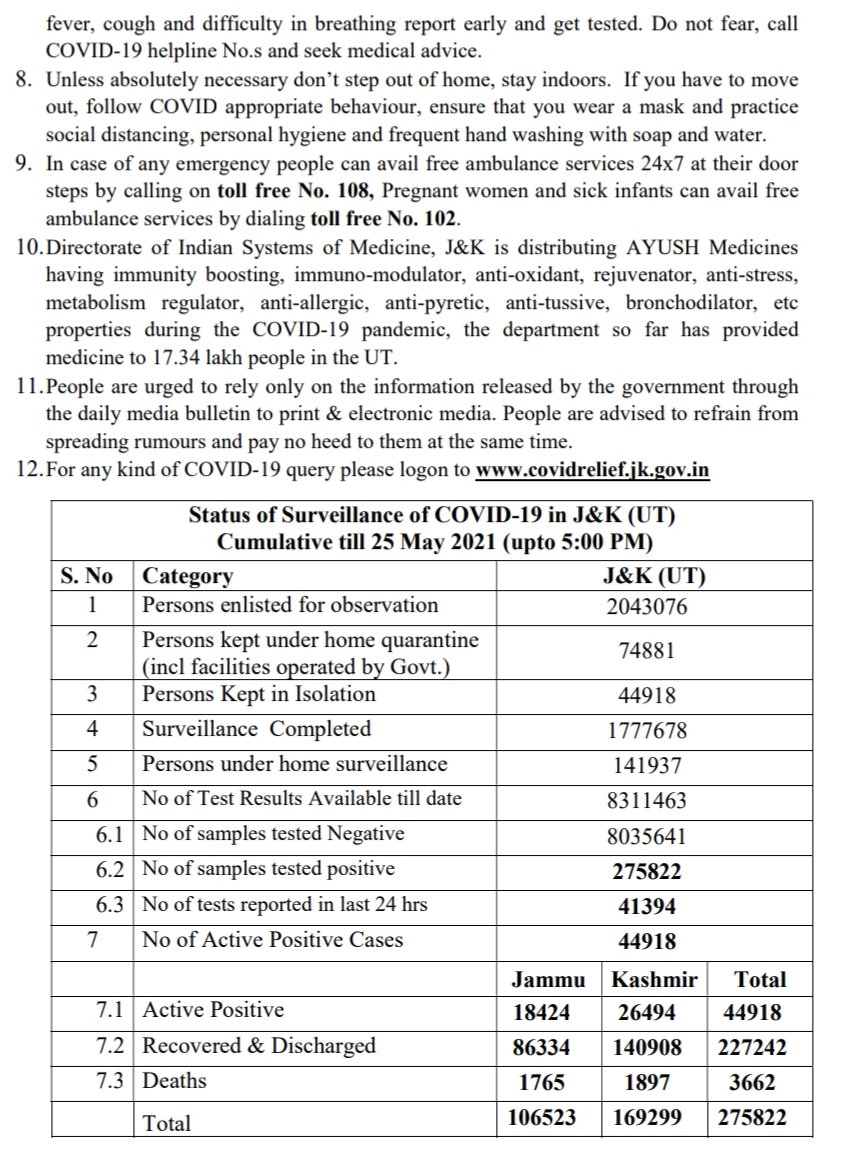 fever, cough and difficulty in breathing report early and get tested. Do not fear, call
COVID-19 helpline No.s and seek medical advice.
8. Unless absolutely necessary don’t step out of home, stay indoors. If you have to move
out, follow COVID appropriate behaviour, ensure that you wear a mask and practice
social distancing, personal hygiene and frequent hand washing with soap and water.
9. In case of any emergency people can avail free ambulance services 24x7 at their door
steps by calling on toll free No. 108, Pregnant women and sick infants can avail free
ambulance services by dialing toll free No. 102.
10. Directorate of Indian Systems of Medicine, J&K is distributing AYUSH Medicines
having immunity boosting, immuno-modulator, anti-oxidant, rejuvenator, anti-stress,
metabolism regulator, anti-allergic, anti-pyretic, anti-tussive, bronchodilator, etc
properties during the COVID-19 pandemic, the department so far has provided
medicine to 17.34 lakh people in the UT.
11. People are urged to rely only on the information released by the government through
the daily media bulletin to print & electronic media. People are advised to refrain from
spreading rumours and pay no heed to them at the same time.
12. For any kind of COVID-19 query please logon to www.covidrelief.jk.gov.in
Status of Surveillance of COVID-19 in J&K (UT)
Cumulative till 25 May 2021 (upto 5:00 PM)
S. No Category J&K (UT)
1 Persons enlisted for observation 2043076
2 Persons kept under home quarantine
(incl facilities operated by Govt.) 74881
3 Persons Kept in Isolation 44918
4 Surveillance Completed 1777678
5 Persons under home surveillance 141937
6 No of Test Results Available till date 8311463
6.1 No of samples tested Negative 8035641
6.2 No of samples tested positive 275822
6.3 No of tests reported in last 24 hrs 41394
7 No of Active Positive Cases 44918
Jammu Kashmir Total
7.1 Active Positive 18424 26494 44918
7.2 Recovered & Discharged 86334 140908 227242
7.3 Deaths 1765 1897 3662
Total 106523 169299 275822